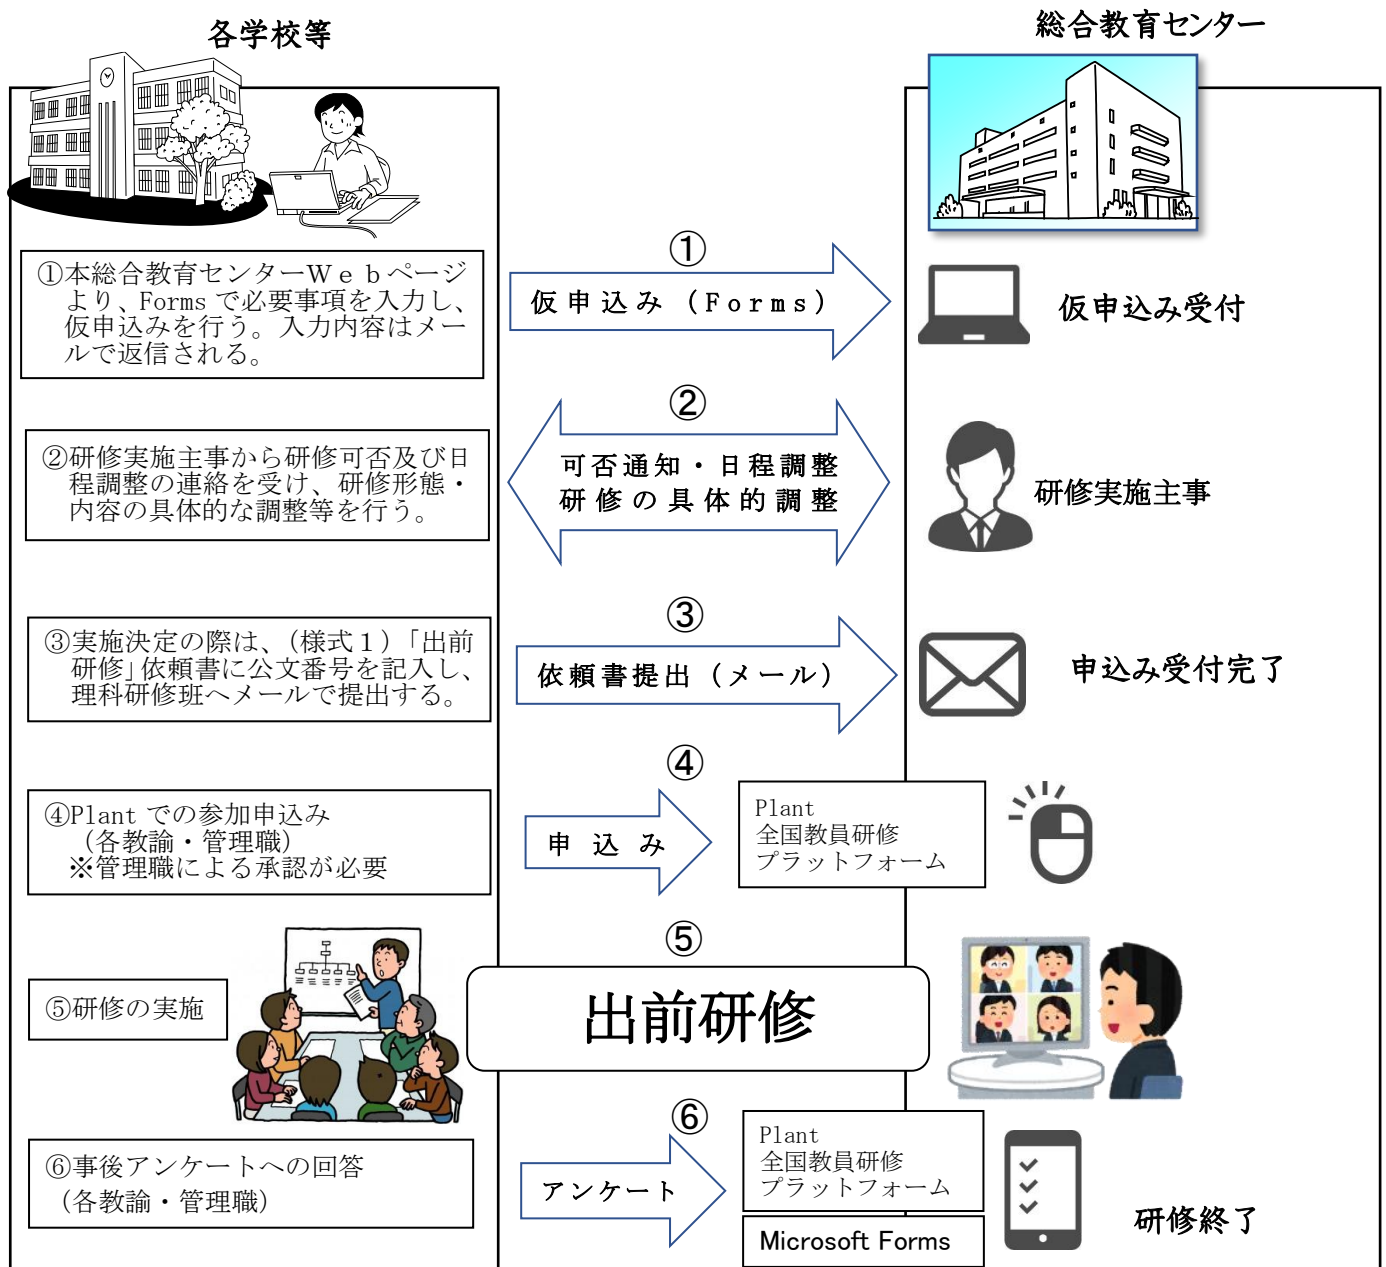 各学校等
総合教育センター
①本総合教育センターＷｅｂページ
より、Forms で必要事項を入力し、
仮申込みを行う。入力内容はメー
ルで返信される。
①
仮申込み（Forms）
仮申込み受付
②研修実施主事から研修可否及び日
程調整の連絡を受け、研修形態・
内容の具体的な調整等を行う。
②
可否通知・日程調整
研修の具体的調整
研修実施主事
③実施決定の際は、（様式１）「出前
研修」依頼書に公文番号を記入し、
理科研修班へメールで提出する。
③
依頼書提出（メール）
申込み受付完了
④Plant での参加申込み
（各教諭・管理職）
※管理職による承認が必要
④
申込み
Plant
全国教員研修
プラットフォーム
⑤研修の実施
⑤
出前研修
⑥事後アンケートへの回答
（各教諭・管理職）
⑥
アンケート
Plant
全国教員研修
プラットフォーム
Microsoft Forms
研修終了